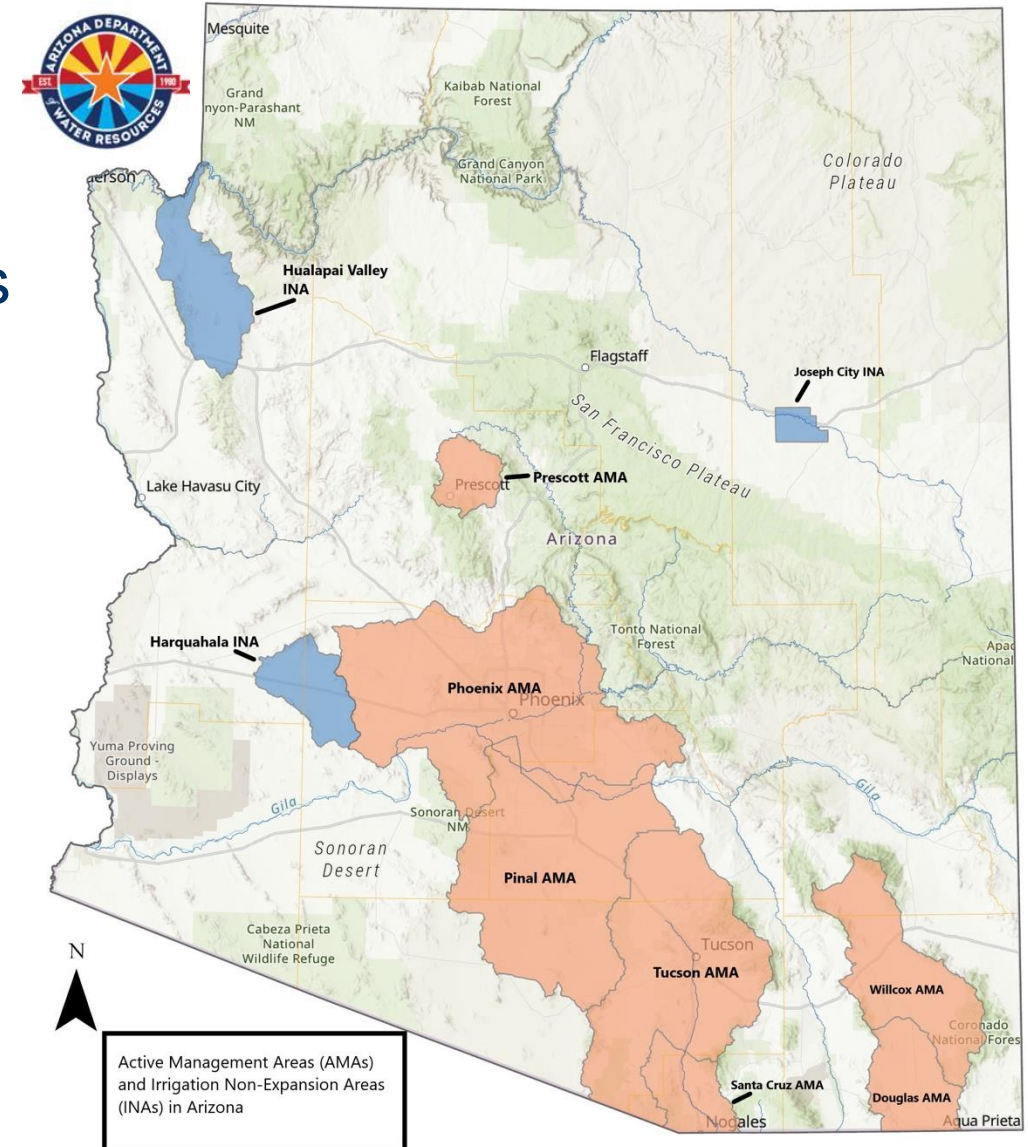 ARIZONA DEPARTMENT
of WATER RESOURCES
EST. 1980
Mesquite
Grand
nyon-Parashant
NM
Kaibab National
Forest
Grand Canyon
National Park
Colorado
Plateau
erson
s
Hualapai Valley
INA
Flagstaff
Joseph City INA
San Francisco Plateau
Lake Havasu City
Prescott
Prescott AMA
Arizona
Harquahala INA
Tonto National
Forest
Apac
National
Phoenix AMA
Phoenix
Yuma Proving
Ground -
Displays
Gila
Gila
Sonoran Desert
NM
Sonoran
Desert
Pinal AMA
Cabeza Prieta
National
Wildlife Refuge
Tucson
Tucson AMA
Willcox AMA
Coronado
National Fores
N
Santa Cruz AMA
Douglas AMA
Nogales
Agua Prieta
Active Management Areas (AMAs)
and Irrigation Non-Expansion Areas
(INAs) in Arizona